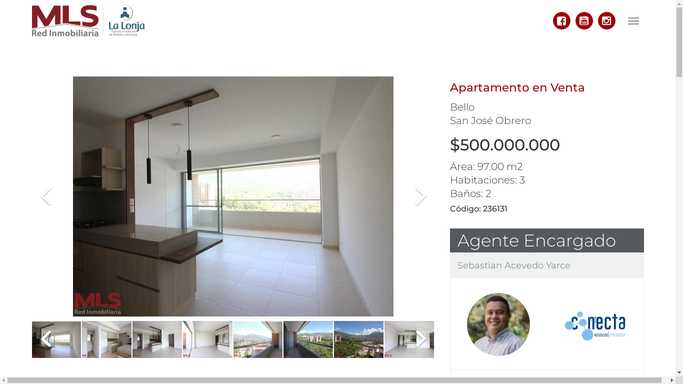 MLS
Red Inmobiliaria
La Lonja
Apartamento en Venta
Bello
San José Obrero
$500.000.000
Área: 97.00 m2
Habitaciones: 3
Baños: 2
Código: 236131
Agente Encargado
Sebastian Acevedo Yarce
conecta
MLS
Red Inmobiliaria